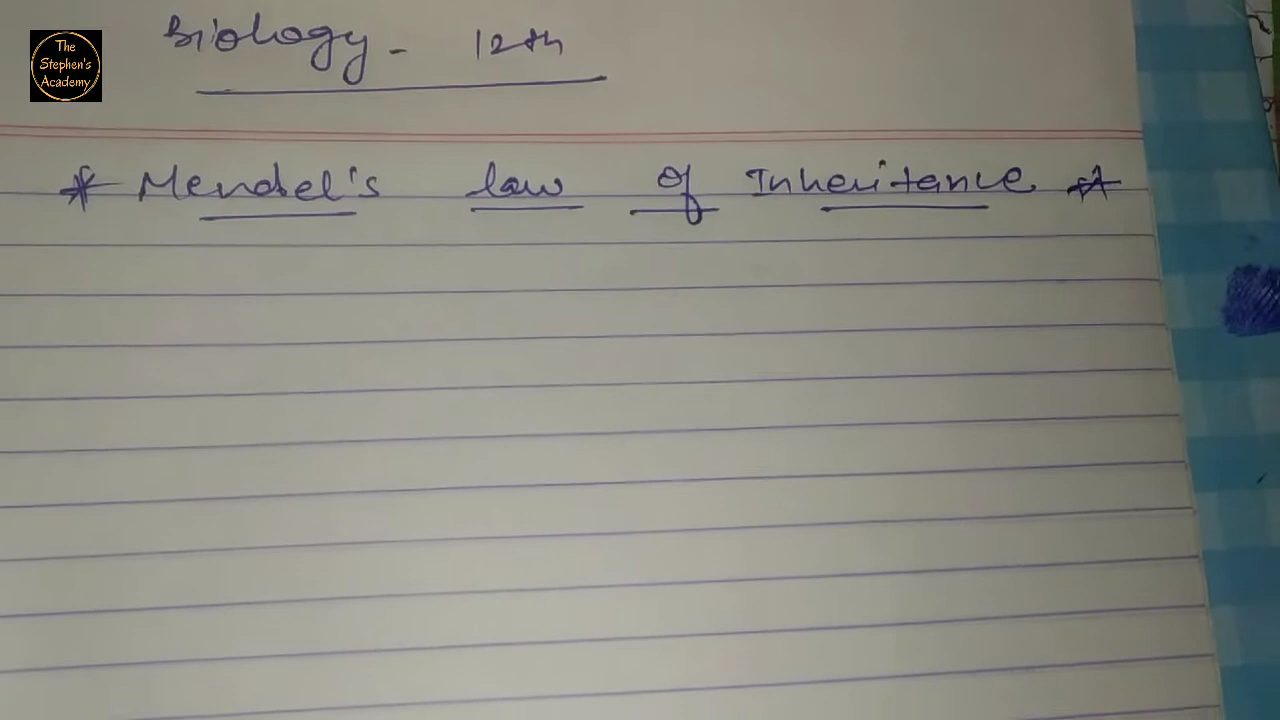 The
Stephen's
Academy
Biology - 12th
* Mendel's law of Inheritance *